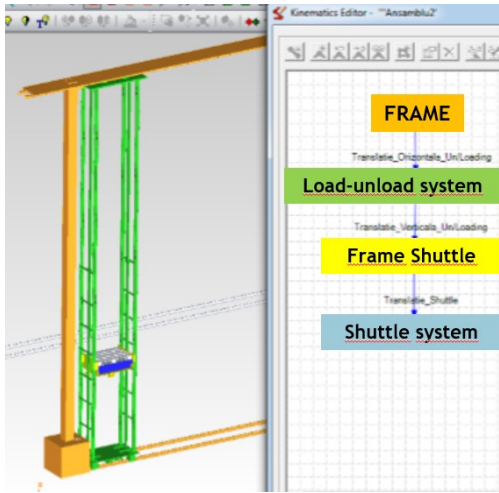 Kinematics Editor - ""Ansamblu2"
FRAME
Translatie_Orizontala_Un/Loading
Load-unload system
Translatie_Verticala_Un/Loading
Frame Shuttle
Translatie_Shuttle
Shuttle system